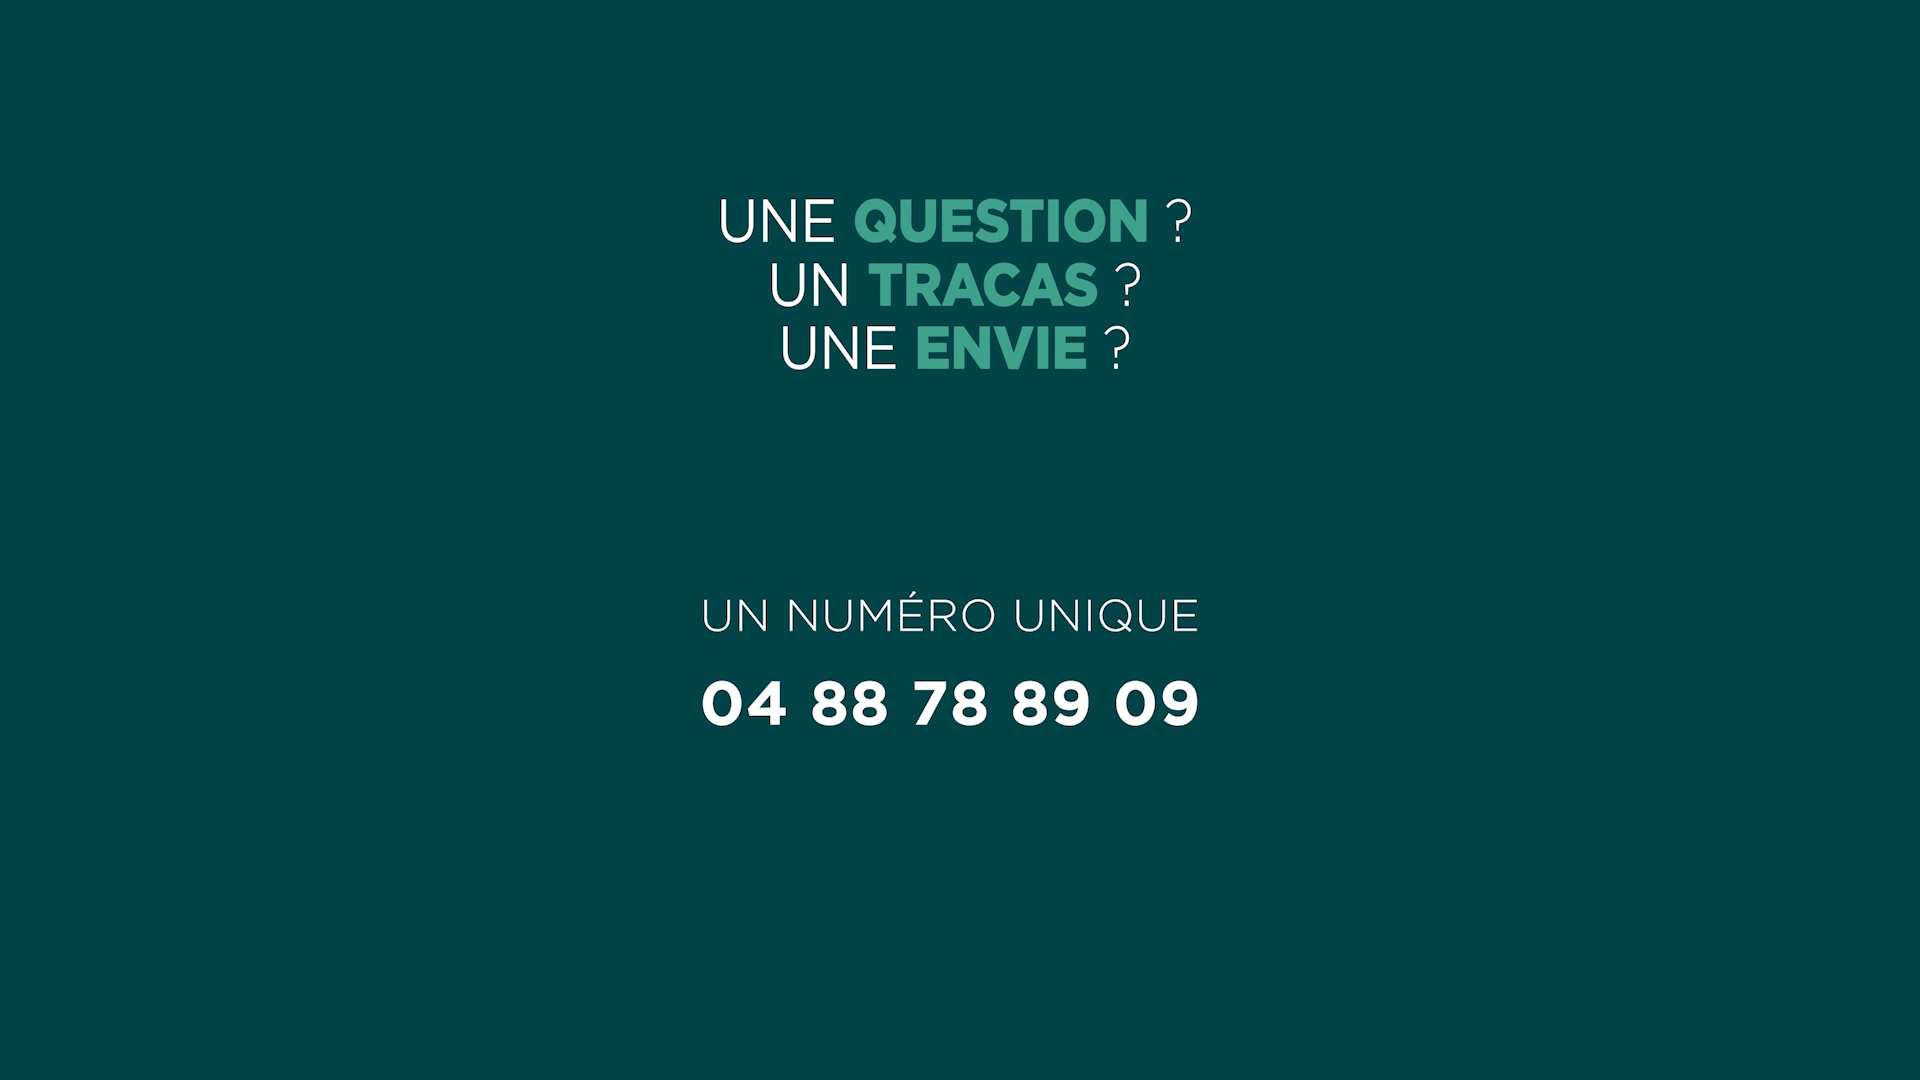 UNE QUESTION ?
UN TRACAS ?
UNE ENVIE ?
UN NUMÉRO UNIQUE
04 88 78 89 09